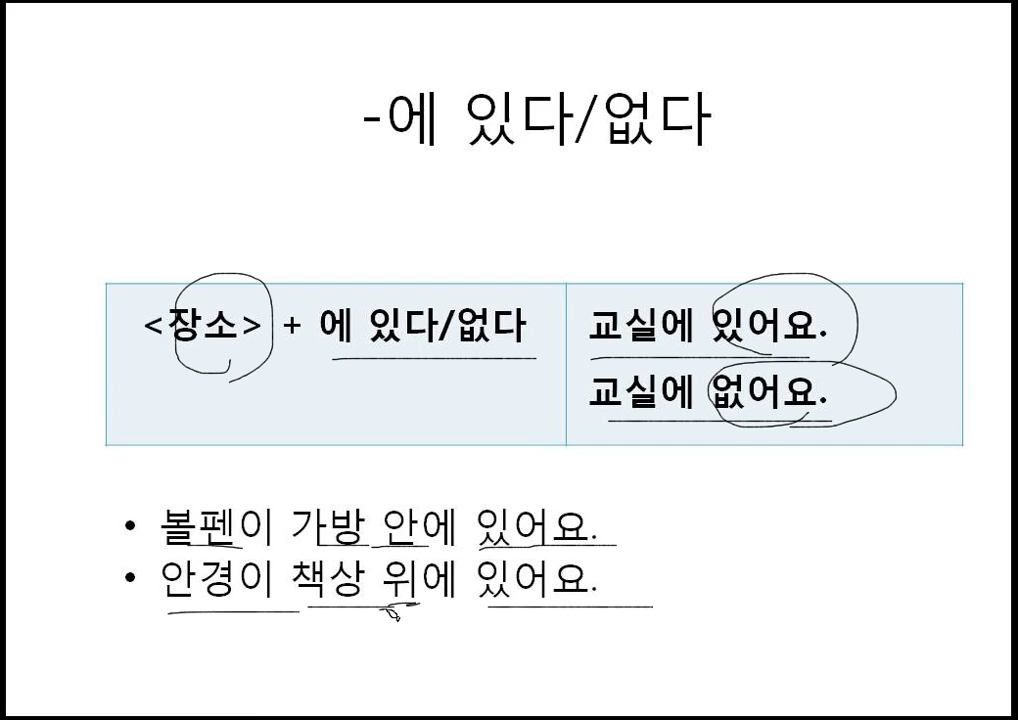 -에 있다/없다
<장소> + 에 있다/없다
교실에 있어요.
교실에 없어요.
• 볼펜이 가방 안에 있어요.
• 안경이 책상 위에 있어요.